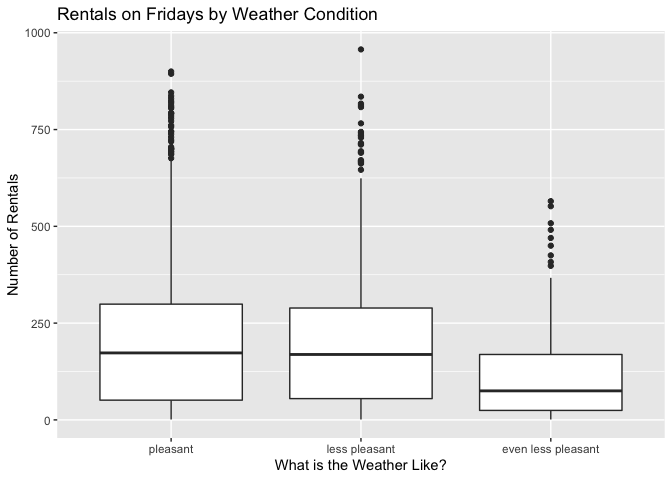 Rentals on Fridays by Weather Condition
1000
750
500
250
0
Number of Rentals
pleasant less pleasant even less pleasant
What is the Weather Like?